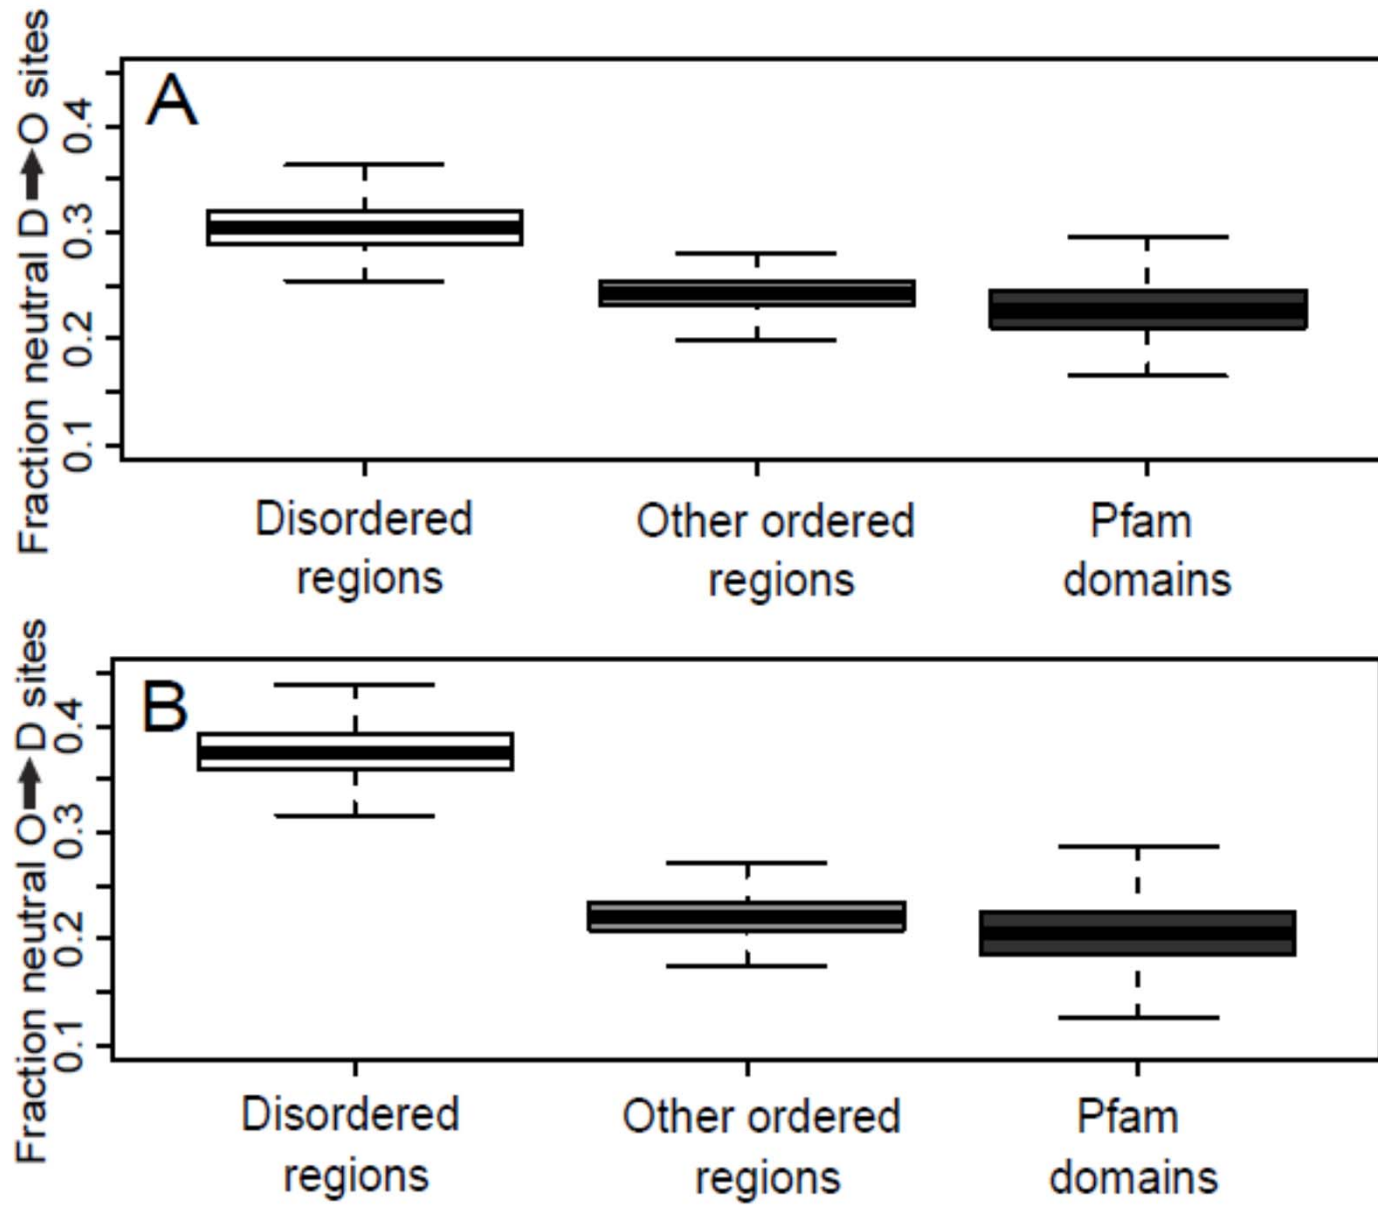 Fraction neutral D➡O sites
0.4
0.3
0.2
0.1
A
Disordered
regions
Other ordered
regions
Pfam
domains
Fraction neutral O➡D sites
0.4
0.3
0.2
0.1
B
Disordered
regions
Other ordered
regions
Pfam
domains